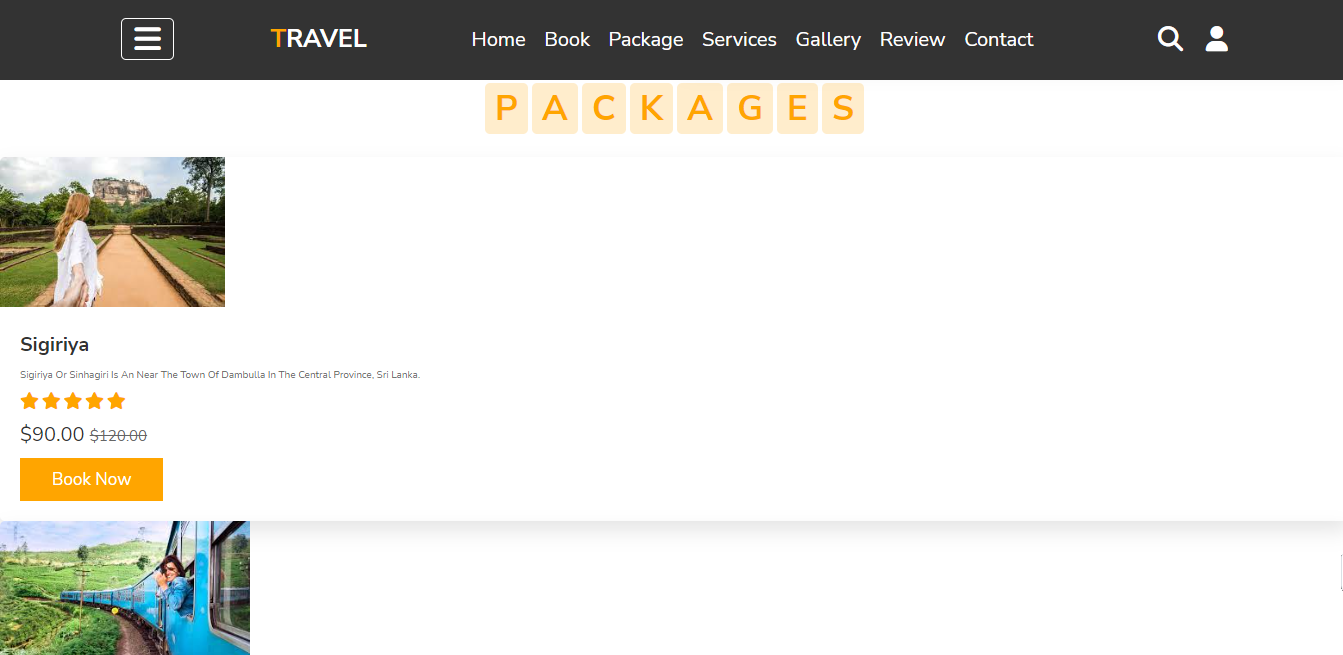 TRAVEL
Home Book Package Services Gallery Review Contact
PACKAGES
Sigiriya
Sigiriya Or Sinhagiri Is An Near The Town Of Dambulla In The Central Province, Sri Lanka.
$90.00 $120.00
Book Now